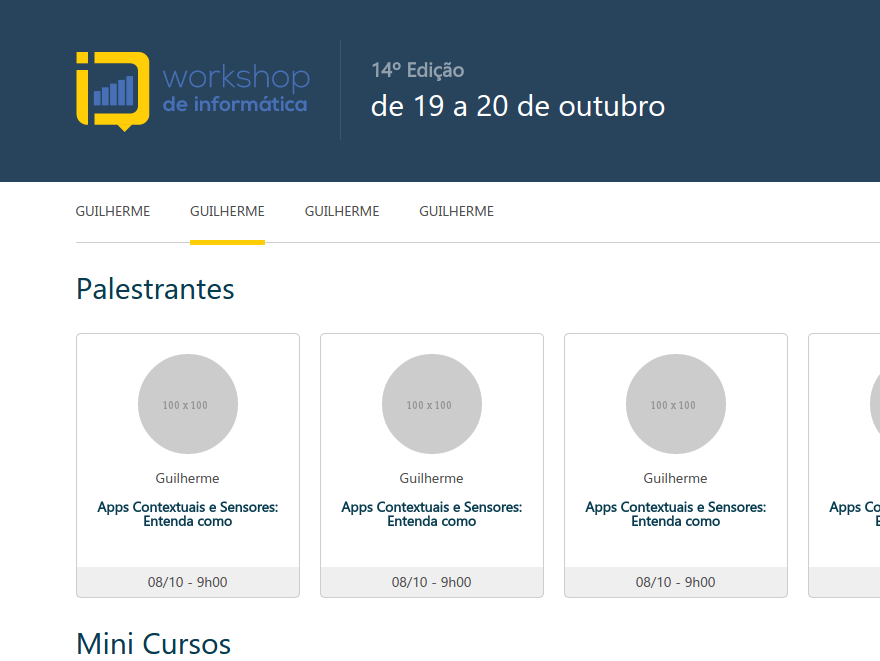 workshop
de informática
14º Edição
de 19 a 20 de outubro
GUILHERME GUILHERME GUILHERME GUILHERME
Palestrantes
100 x 100
Guilherme
Apps Contextuais e Sensores:
Entenda como
08/10 - 9h00
100 x 100
Guilherme
Apps Contextuais e Sensores:
Entenda como
08/10 - 9h00
100 x 100
Guilherme
Apps Contextuais e Sensores:
Entenda como
08/10 - 9h00
Apps
Mini Cursos